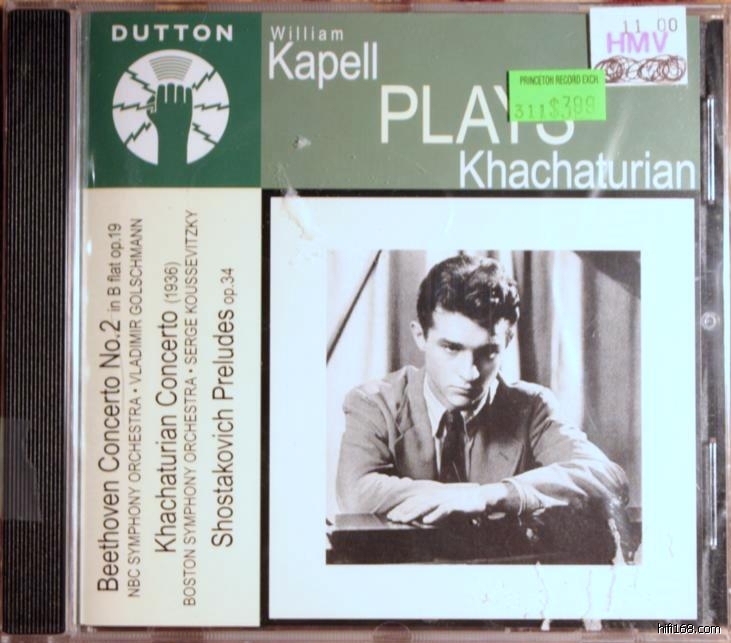 DUTTON
William
Kapell
PLAYS
Khachaturian
11.00
HMV
PRINCETON RECORD EXCH.
311$3.99
Beethoven Concerto No.2 in B flat op.19
NBC SYMPHONY ORCHESTRA • VLADIMIR GOLSCHMANN
Khachaturian Concerto (1936)
BOSTON SYMPHONY ORCHESTRA • SERGE KOUSSEVITZKY
Shostakovich Preludes op.34
hifi168.com